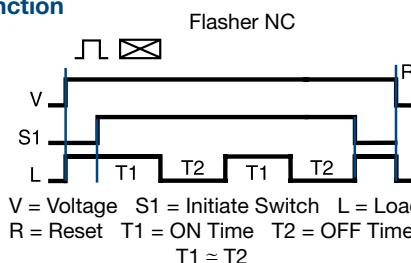 nction
Flasher NC
R
V
S1
L T1 T2 T1 T2
V = Voltage S1 = Initiate Switch L = Loa
R = Reset T1 = ON Time T2 = OFF Time
T1 ≃ T2